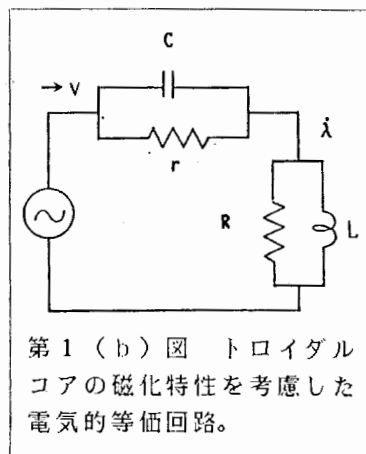 C
→ v
r
λ̇
R
L
第1(b)図 トロイダル
コアの磁化特性を考慮した
電気的等価回路。